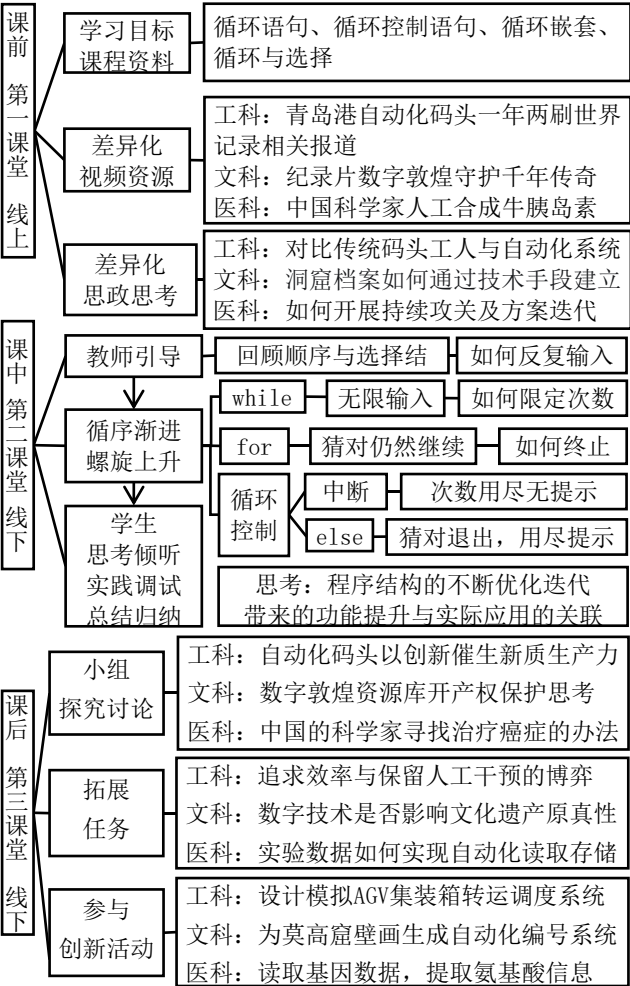 课前 第一课堂 线上
学习目标
课程资料
循环语句、循环控制语句、循环嵌套、
循环与选择
差异化
视频资源
工科：青岛港自动化码头一年两刷世界
记录相关报道
文科：纪录片数字敦煌守护千年传奇
医科：中国科学家人工合成牛胰岛素
差异化
思政思考
工科：对比传统码头工人与自动化系统
文科：洞窟档案如何通过技术手段建立
医科：如何开展持续攻关及方案迭代
课中 第二课堂 线下
教师引导
回顾顺序与选择结
如何反复输入
循序渐进
螺旋上升
while
无限输入
如何限定次数
for
猜对仍然继续
如何终止
循环
控制
中断
次数用尽无提示
else
猜对退出，用尽提示
学生
思考倾听
实践调试
总结归纳
思考：程序结构的不断优化迭代
带来的功能提升与实际应用的关联
课后 第三课堂 线下
小组
探究讨论
工科：自动化码头以创新催生新质生产力
文科：数字敦煌资源库开产权保护思考
医科：中国的科学家寻找治疗癌症的办法
拓展
任务
工科：追求效率与保留人工干预的博弈
文科：数字技术是否影响文化遗产原真性
医科：实验数据如何实现自动化读取存储
参与
创新活动
工科：设计模拟AGV集装箱转运调度系统
文科：为莫高窟壁画生成自动化编号系统
医科：读取基因数据，提取氨基酸信息